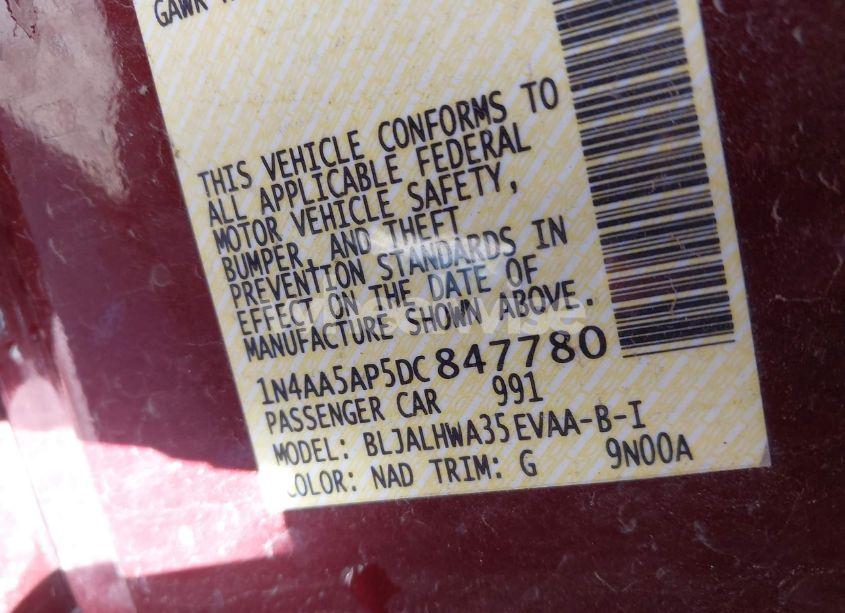 GAWR
THIS VEHICLE CONFORMS TO
ALL APPLICABLE FEDERAL
MOTOR VEHICLE SAFETY,
BUMPER, AND THEFT
PREVENTION STANDARDS IN
EFFECT ON THE DATE OF
MANUFACTURE SHOWN ABOVE.
1N4AA5AP5DC847780
PASSENGER CAR 991
MODEL: BLJALHWA35EVAA-B-I
COLOR: NAD TRIM: G 9N00A